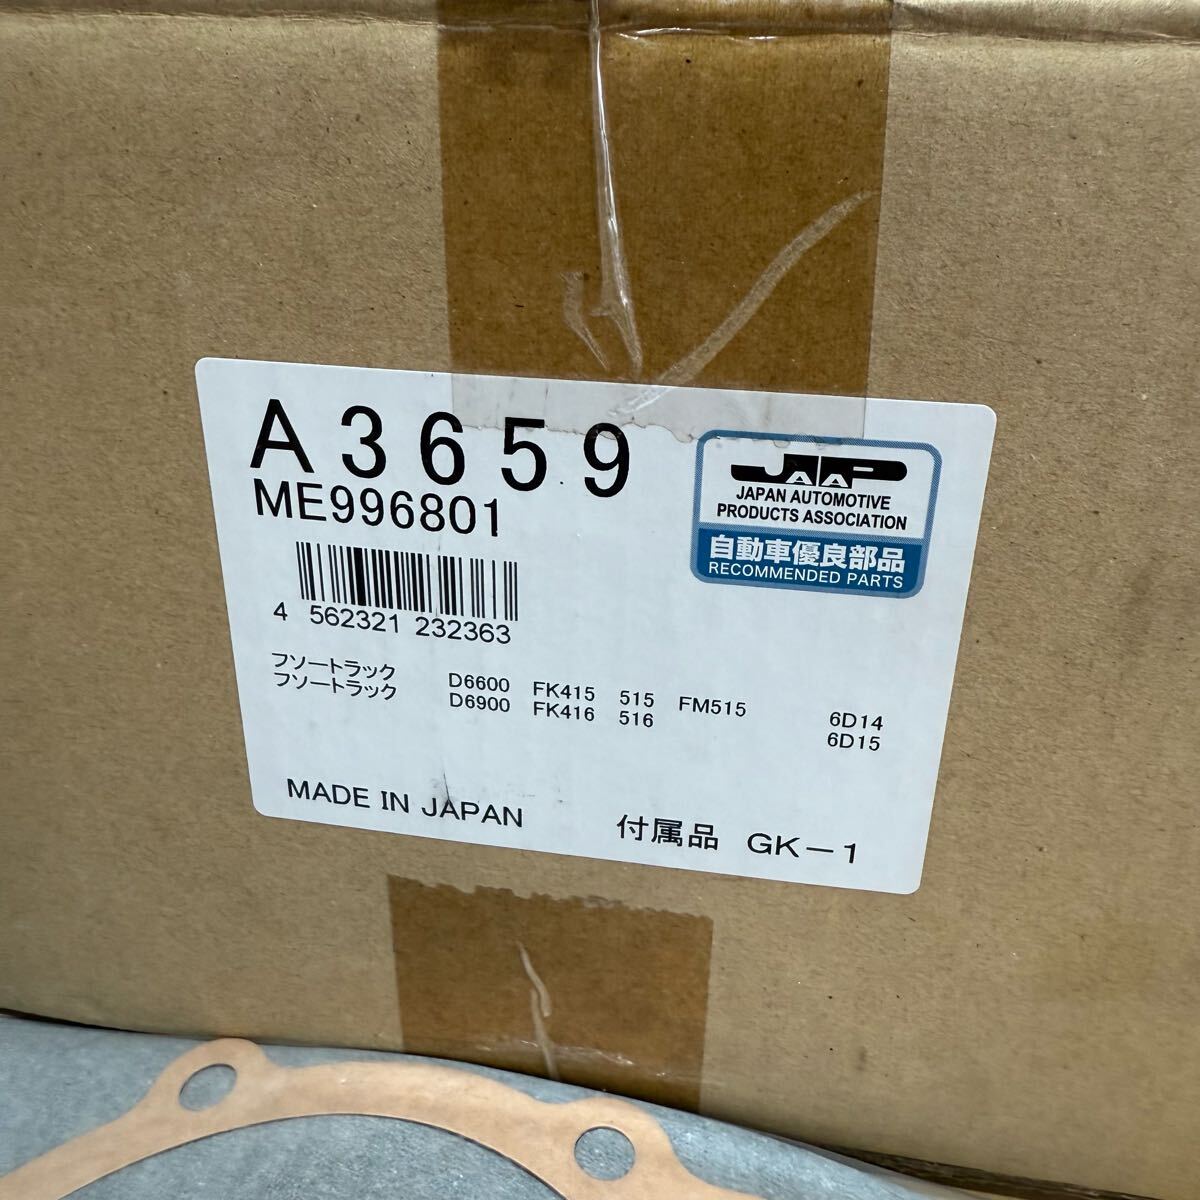 A3659
ME996801
4 562321 232363
JAPA
JAPAN AUTOMOTIVE
PRODUCTS ASSOCIATION
自動車優良部品
RECOMMENDED PARTS
フソートラック D6600 FK415 515 FM515 6D14
フソートラック D6900 FK416 516 6D15
MADE IN JAPAN 付属品 GK-1